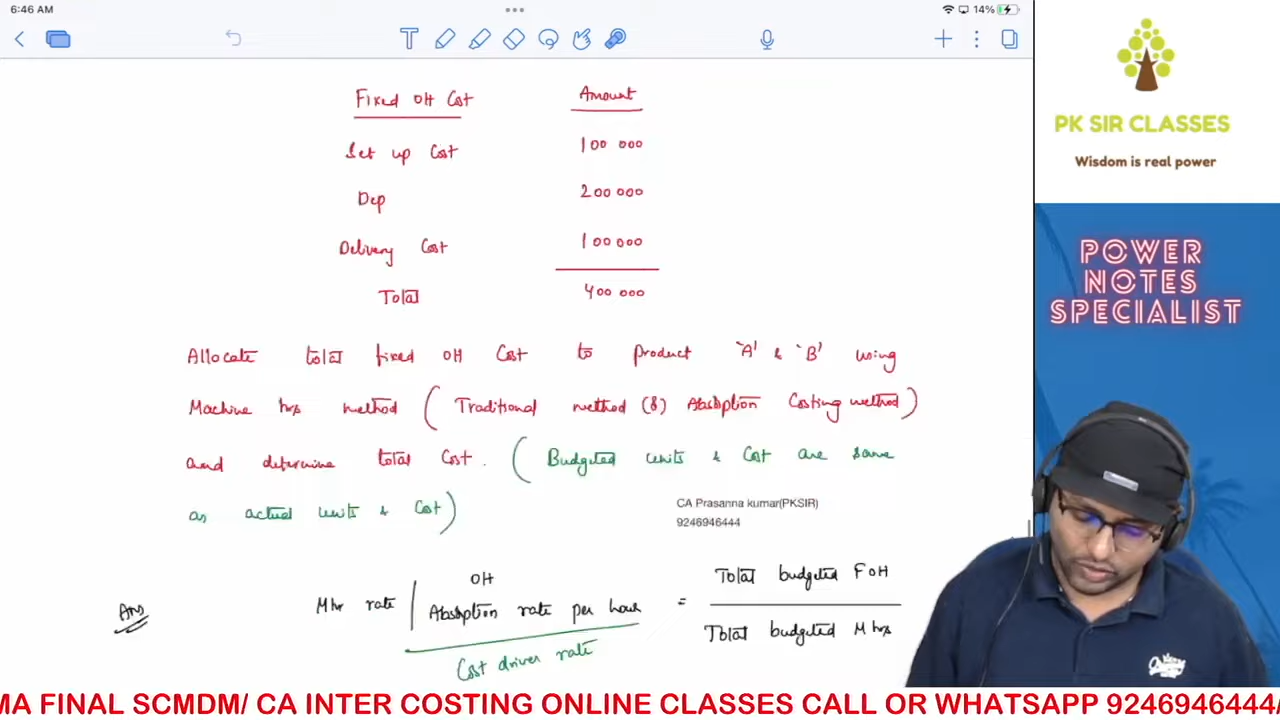 6:46 AM
14%
T
Fixed OH Cost Amount
Set up Cost 100 000
Dep 200 000
Delivery Cost 100 000
Total 400 000
Allocate total fixed OH Cost to product 'A' & 'B' using
Machine hrs method (Traditional method (or) Absorption Costing method)
and determine total Cost. (Budgeted units & Cost are same
as actual units & Cost)
CA Prasanna kumar(PKSIR)
9246946444
Ans
Mhr rate | OH Absorption rate per hour = Total budgeted FOH
Total budgeted Mhrs
Cost driver rate
PK SIR CLASSES
Wisdom is real power
POWER
NOTES
SPECIALIST
MA FINAL SCMDM/ CA INTER COSTING ONLINE CLASSES CALL OR WHATSAPP 9246946444/